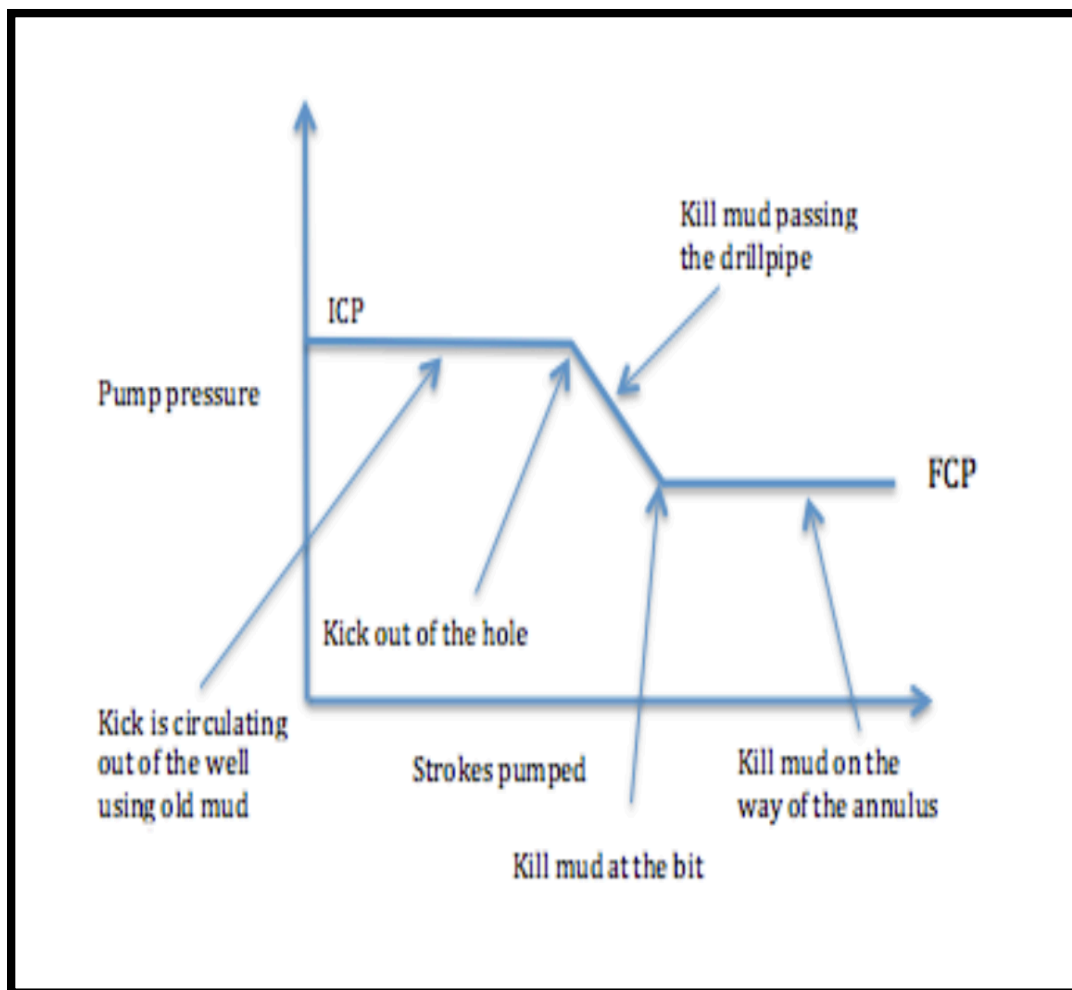 Kill mud passing
the drillpipe
ICP
Pump pressure
FCP
Kick out of the hole
Kick is circulating
out of the well
using old mud
Strokes pumped
Kill mud on the
way of the annulus
Kill mud at the bit